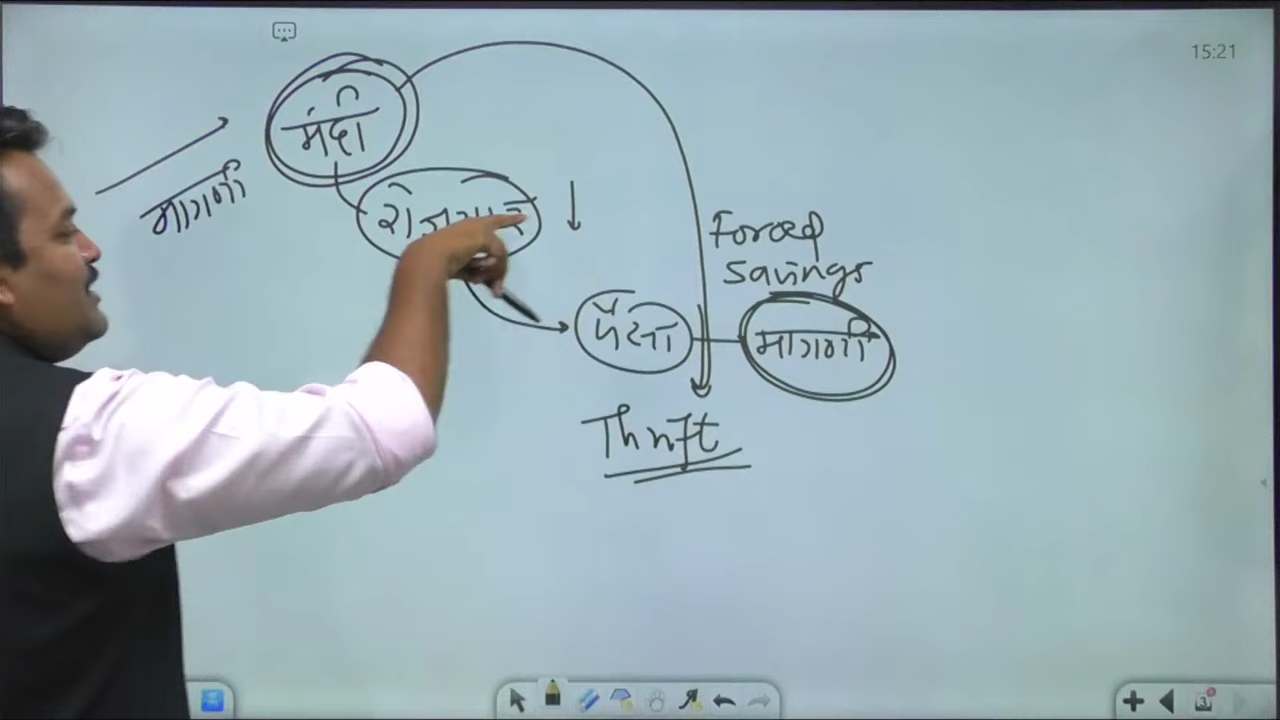 15:21
मंदी
मागणी
रोजगार
Forced
Savings
पैसा
मागणी
Thrift